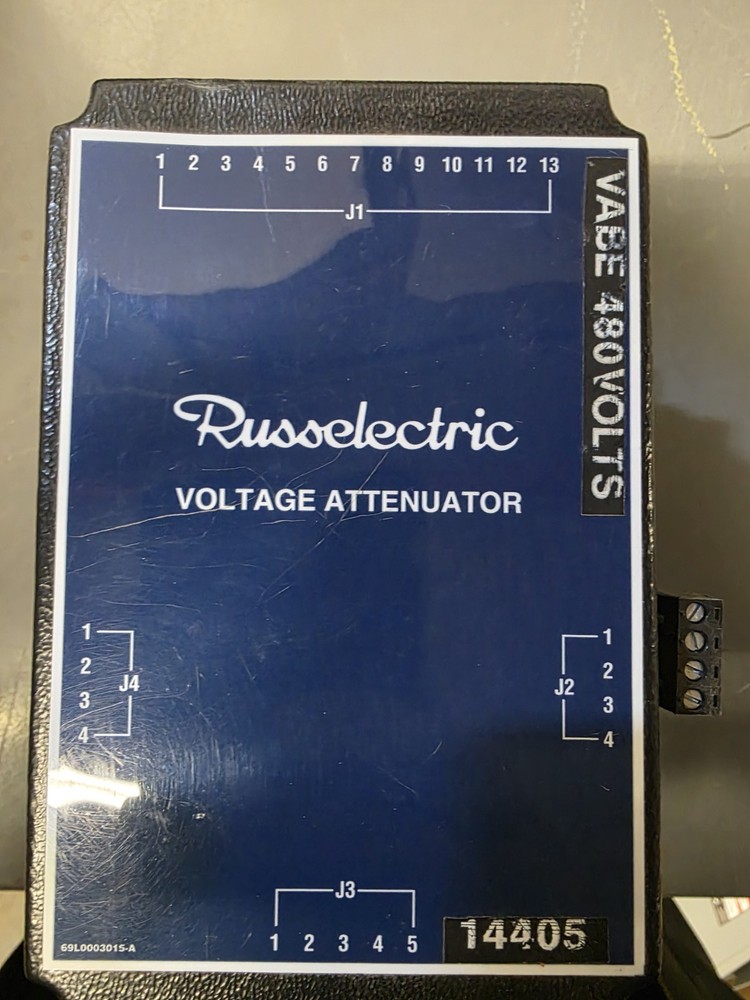 1 2 3 4 5 6 7 8 9 10 11 12 13
J1
VABE 480VOLTS
Russelectric
VOLTAGE ATTENUATOR
1
2
3
4
J4
1
2
3
4
J2
J3
1 2 3 4 5
69L0003015-A
14405